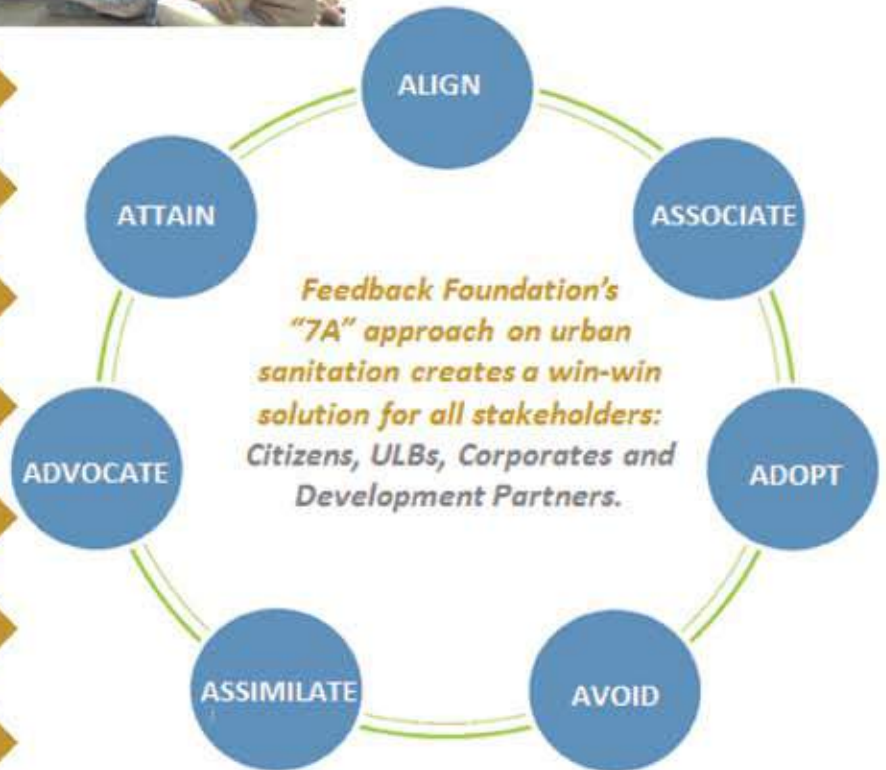 ALIGN
ASSOCIATE
ADOPT
AVOID
ASSIMILATE
ADVOCATE
ATTAIN
Feedback Foundation's
"7A" approach on urban
sanitation creates a win-win
solution for all stakeholders:
Citizens, ULBs, Corporates and
Development Partners.